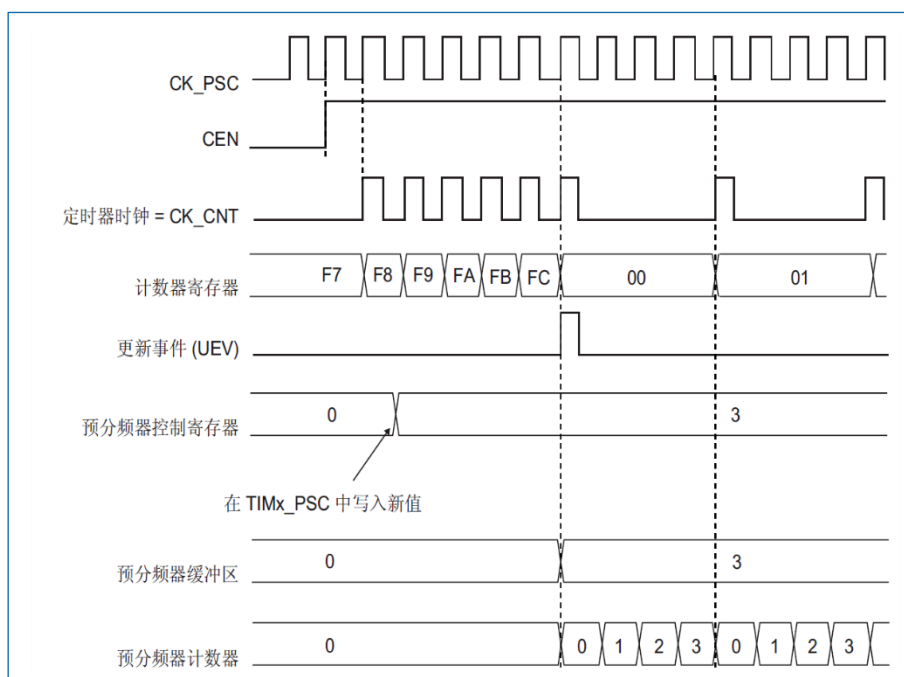 CK_PSC
CEN
定时器时钟 = CK_CNT
计数器寄存器 F7 F8 F9 FA FB FC 00 01
更新事件 (UEV)
预分频器控制寄存器 0 3
在 TIMx_PSC 中写入新值
预分频器缓冲区 0 3
预分频器计数器 0 0 1 2 3 0 1 2 3